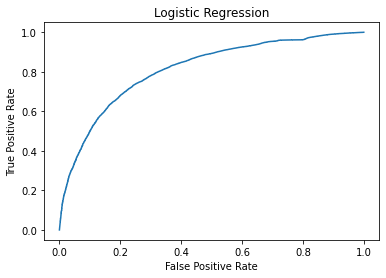 Logistic Regression
1.0
0.8
0.6
0.4
0.2
0.0
True Positive Rate
0.0 0.2 0.4 0.6 0.8 1.0
False Positive Rate